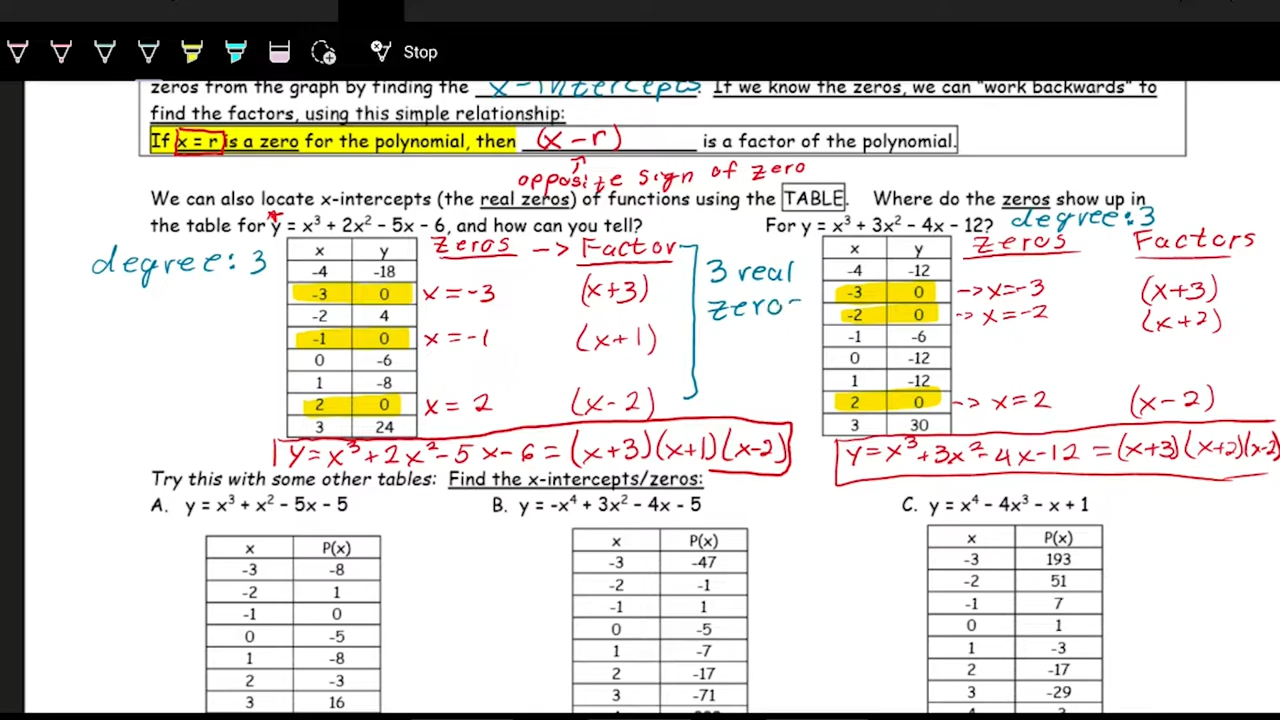 Stop
zeros from the graph by finding the x-intercepts. If we know the zeros, we can "work backwards" to
find the factors, using this simple relationship:
If x = r is a zero for the polynomial, then (x - r) is a factor of the polynomial.
opposite sign of zero
We can also locate x-intercepts (the real zeros) of functions using the TABLE. Where do the zeros show up in
the table for y = x³ + 2x² - 5x - 6, and how can you tell? For y = x³ + 3x² - 4x - 12? degree: 3
degree: 3
x y Zeros -> Factor
-4 -18
-3 0 x = -3 (x+3)
-2 4
-1 0 x = -1 (x+1)
0 -6
1 -8
2 0 x = 2 (x-2)
3 24
3 real
zero
y = x³ + 2x² - 5x - 6 = (x+3)(x+1)(x-2)
x y Zeros Factors
-4 -12
-3 0 -> x = -3 (x+3)
-2 0 -> x = -2 (x+2)
-1 -6
0 -12
1 -12
2 0 -> x = 2 (x-2)
3 30
y = x³ + 3x² - 4x - 12 = (x+3)(x+2)(x-2)
Try this with some other tables: Find the x-intercepts/zeros:
A. y = x³ + x² - 5x - 5 B. y = -x⁴ + 3x² - 4x - 5 C. y = x⁴ - 4x³ - x + 1
x P(x)
-3 -8
-2 1
-1 0
0 -5
1 -8
2 -3
3 16
x P(x)
-3 -47
-2 -1
-1 1
0 -5
1 -7
2 -17
3 -71
x P(x)
-3 193
-2 51
-1 7
0 1
1 -3
2 -17
3 -29